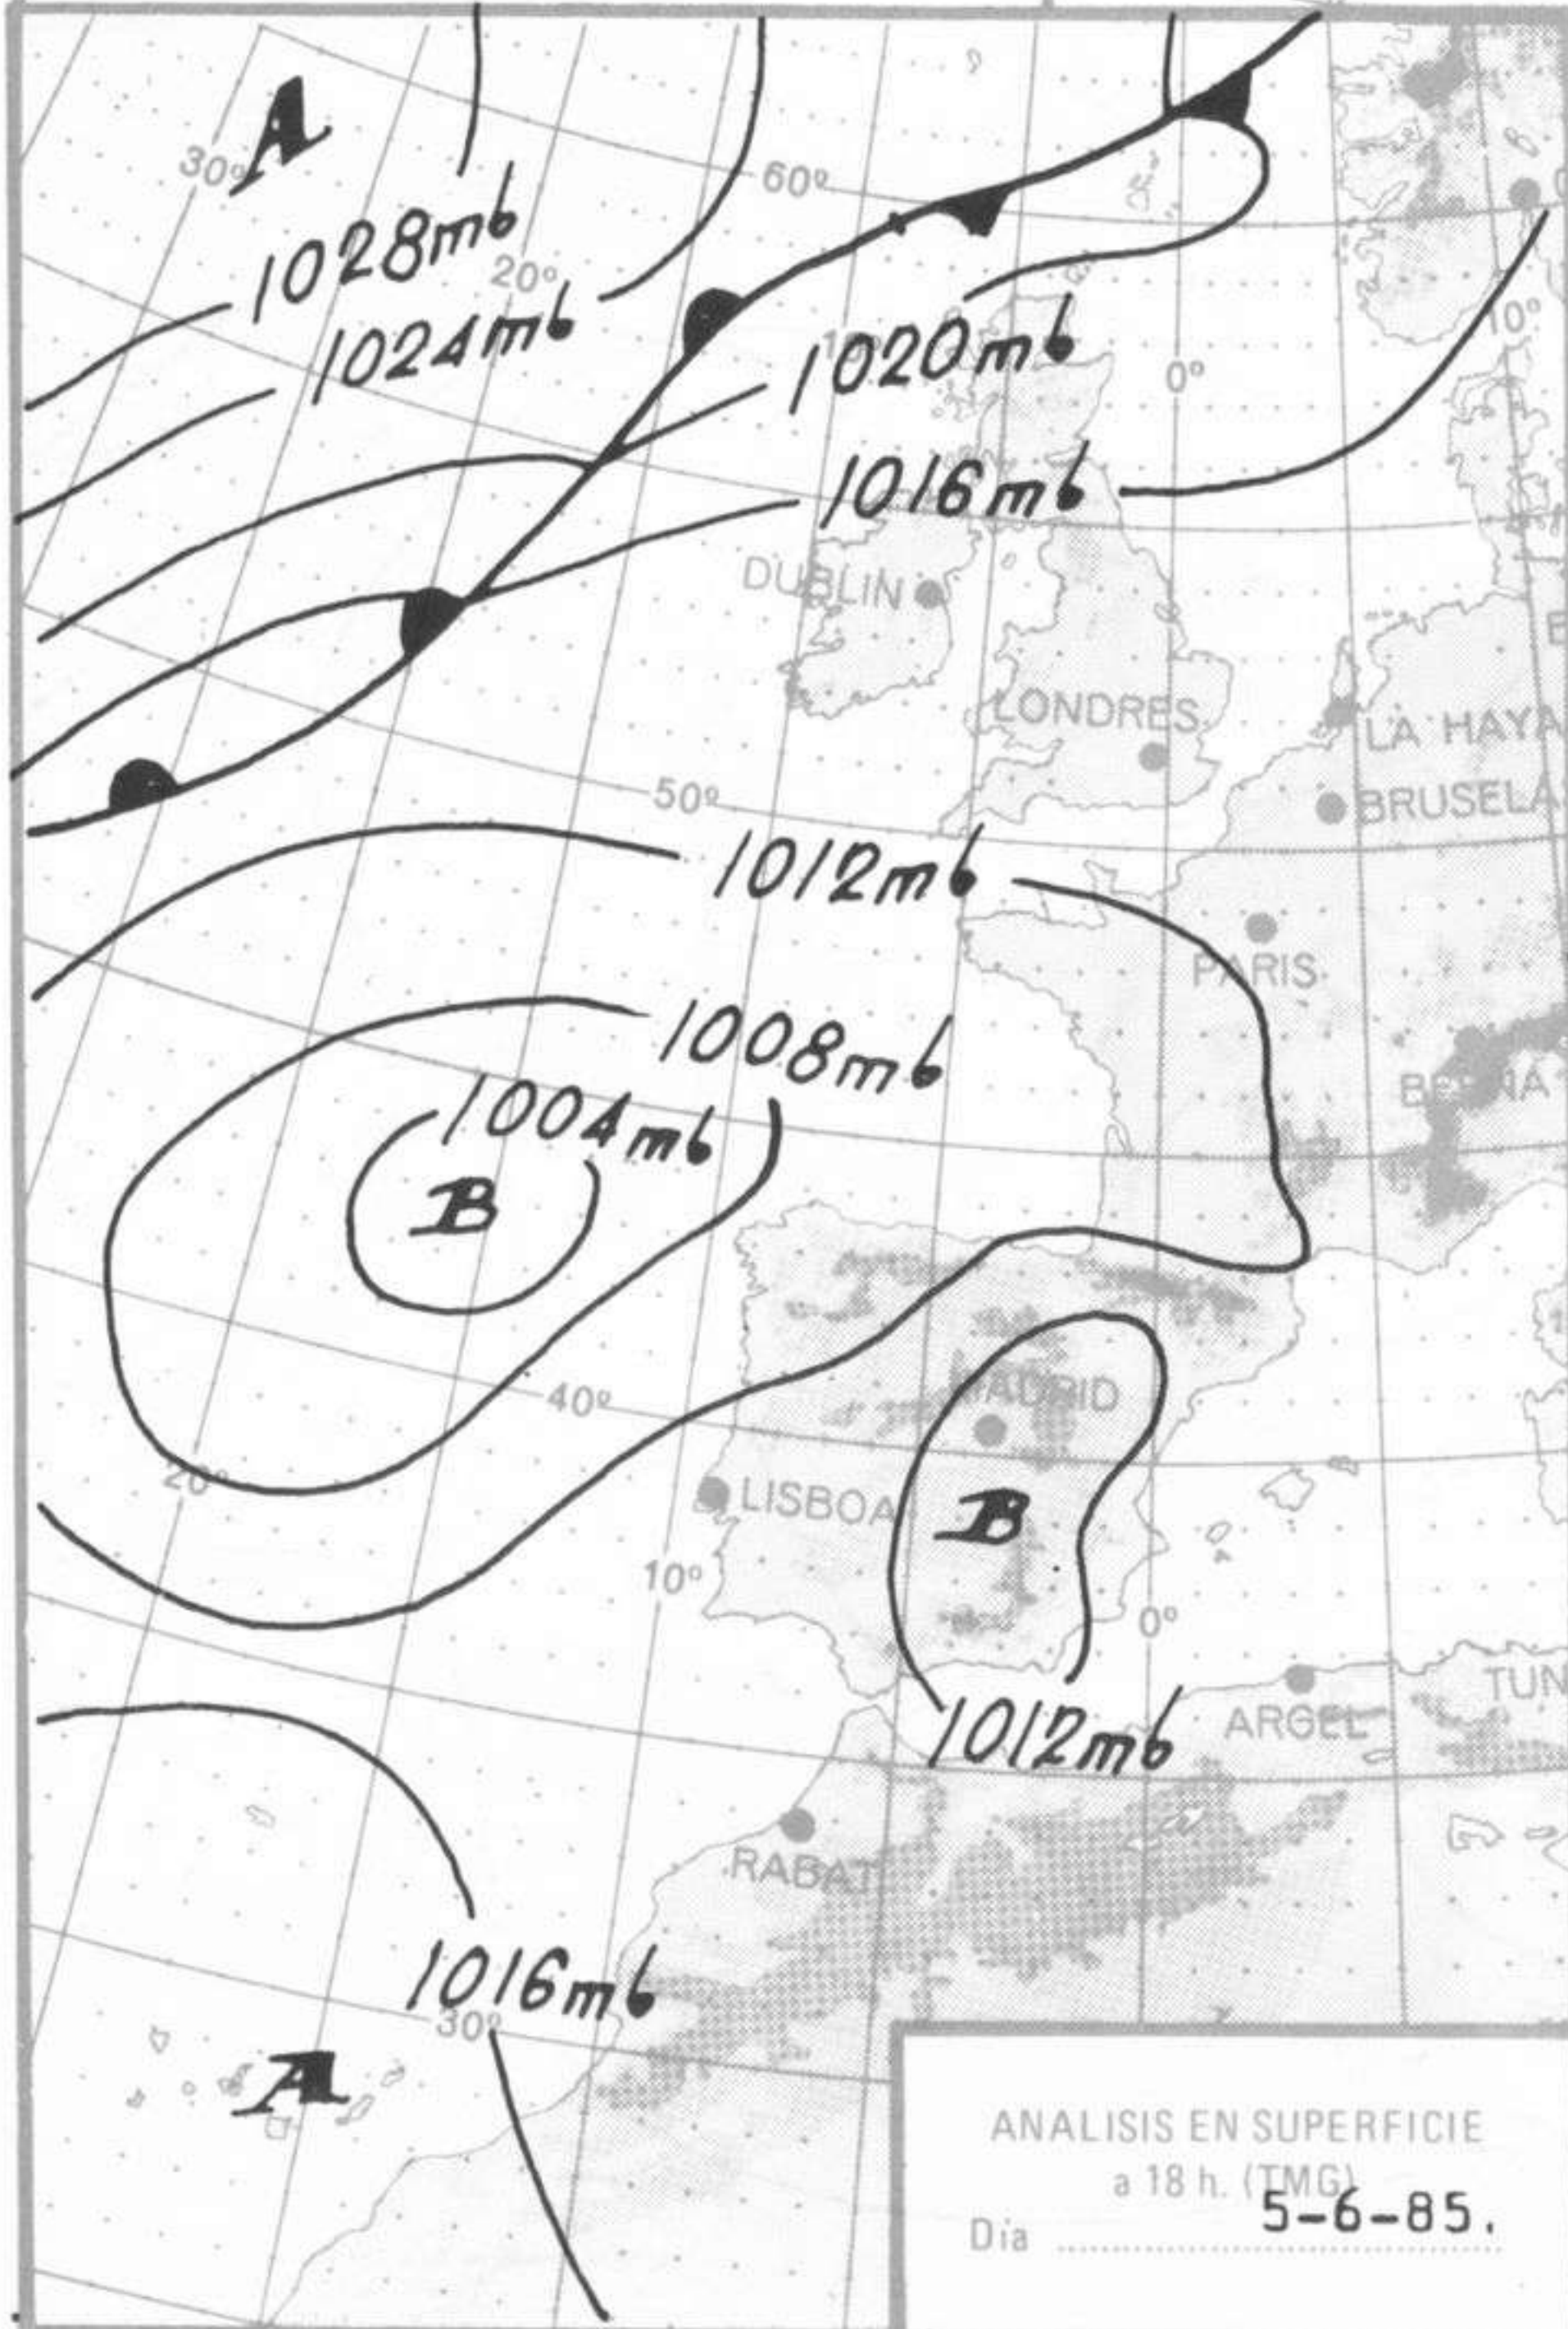 A
30º
60º
1028mb
20º
1024mb
1020mb
10º
0º
1016mb
DUBLIN
LONDRES
LA HAYA
50º
BRUSELA
1012mb
PARIS
1008mb
BERNA
1004mb
B
MADRID
40º
20º
LISBOA
B
10º
0º
TUN
ARGEL
1012mb
RABAT
1016mb
30º
A
ANALISIS EN SUPERFICIE
a 18 h. (TMG)
Dia 5-6-85.